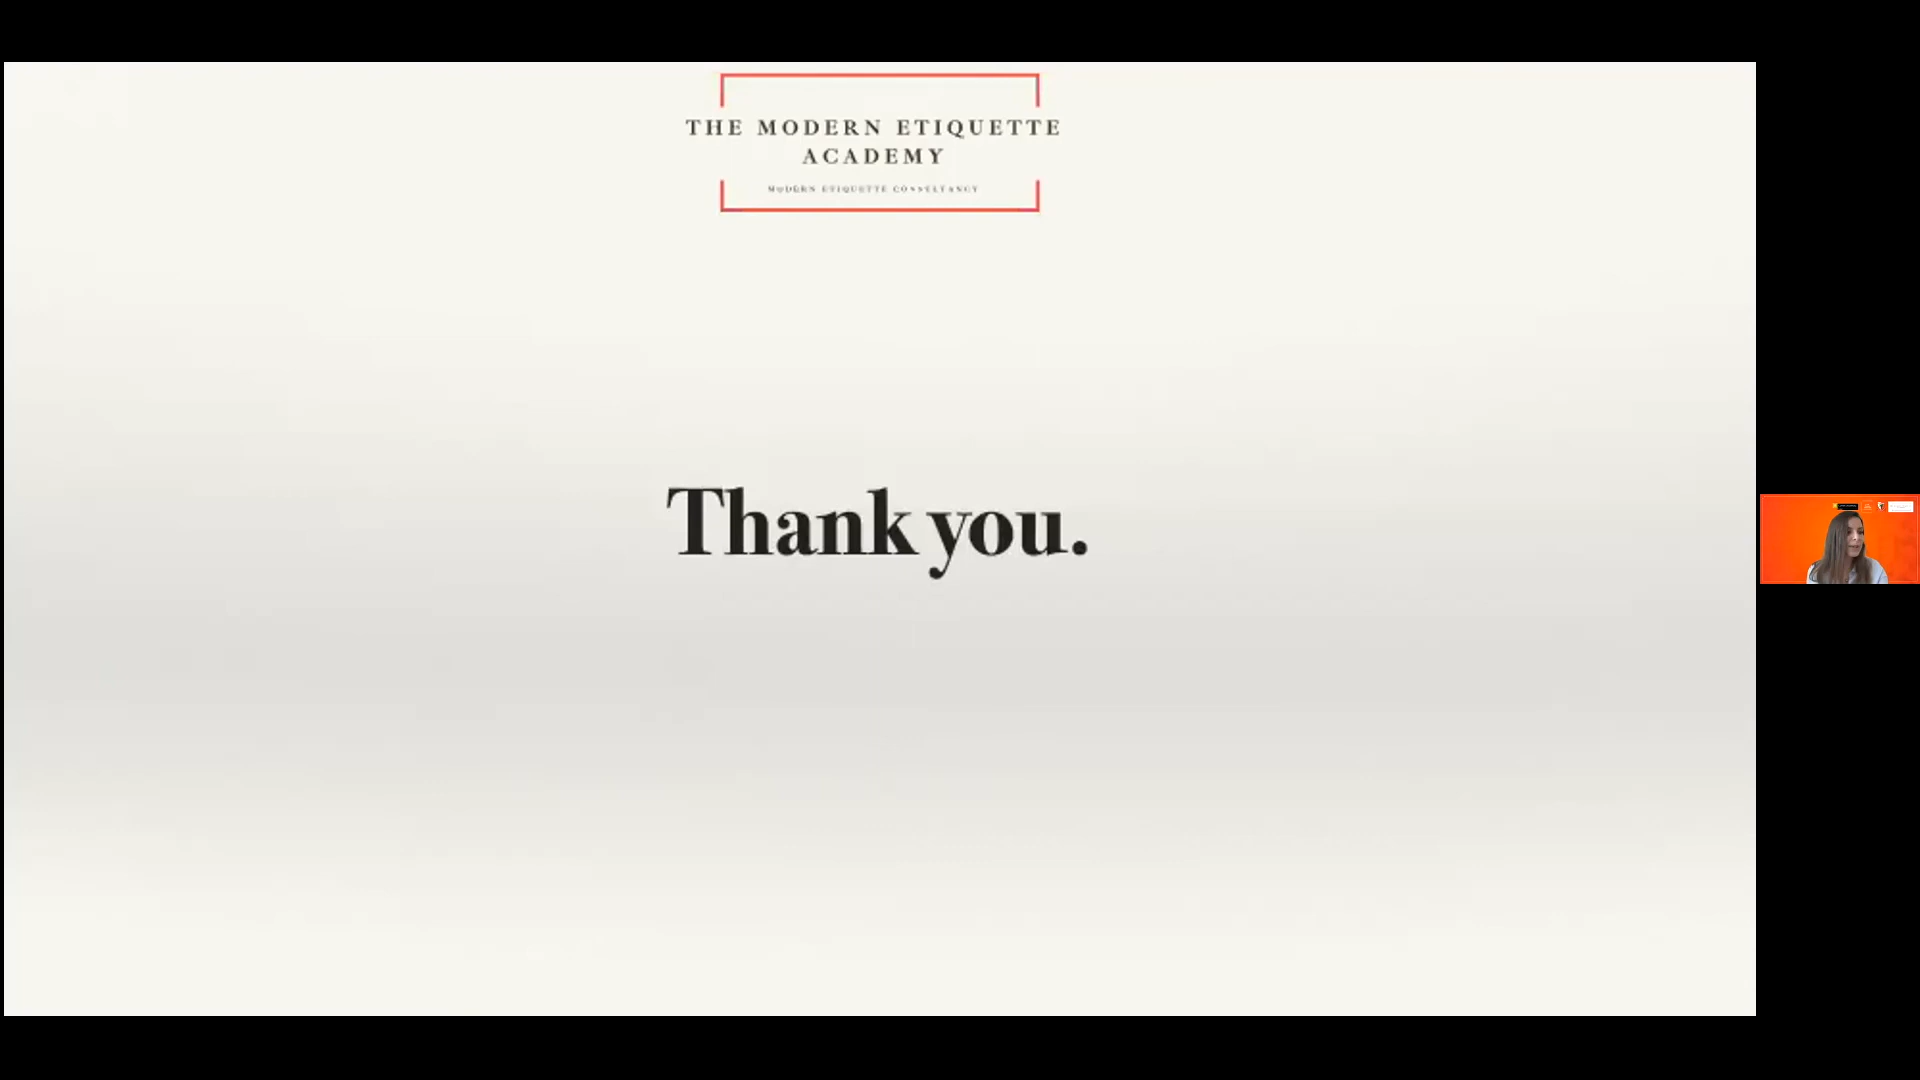 THE MODERN ETIQUETTE
ACADEMY
MODERN ETIQUETTE CONSULTANCY
Thank you.